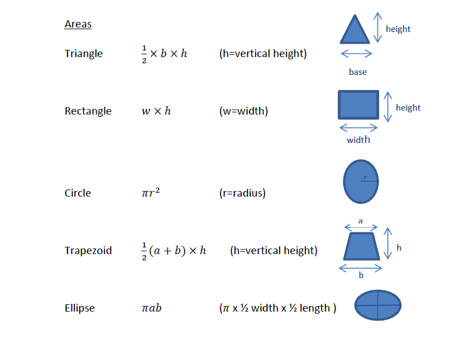 Areas
Triangle ½ × b × h (h=vertical height)
height
base
Rectangle w × h (w=width)
height
width
Circle πr² (r=radius)
r
Trapezoid ½(a + b) × h (h=vertical height)
a
h
b
Ellipse πab (π x ½ width x ½ length )